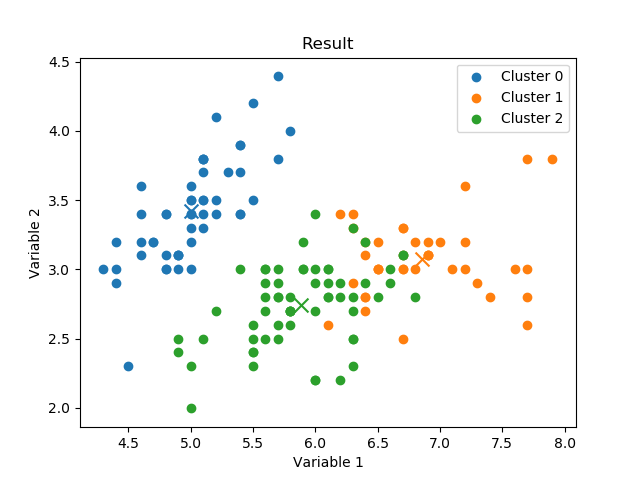 Result
Cluster 0
Cluster 1
Cluster 2
4.5
4.0
3.5
3.0
2.5
2.0
Variable 2
4.5 5.0 5.5 6.0 6.5 7.0 7.5 8.0
Variable 1